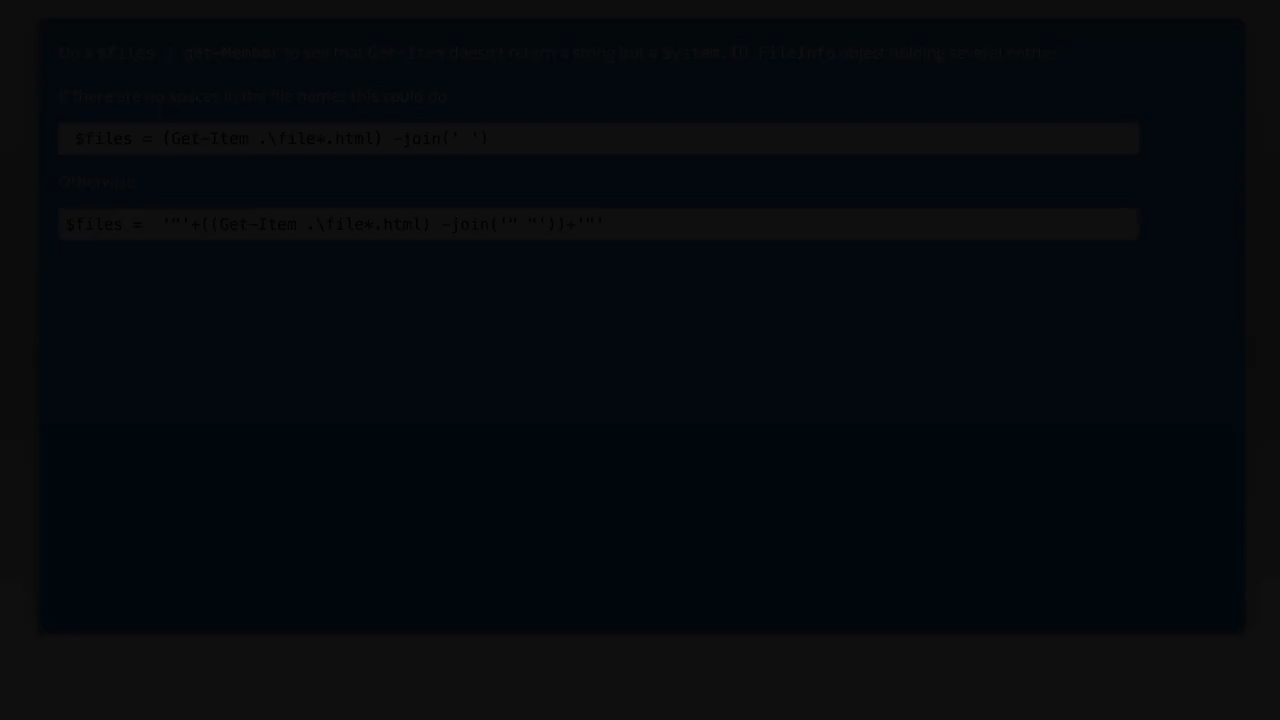 Do a $files | get-Member to see that Get-Item doesn't return a string but a System.IO.FileInfo object holding several entries.
If there are no spaces in the file names this could do
$files = (Get-Item .\file*.html) -join(' ')
Otherwise
$files =  '"'+((Get-Item .\file*.html) -join('" "'))+'"'